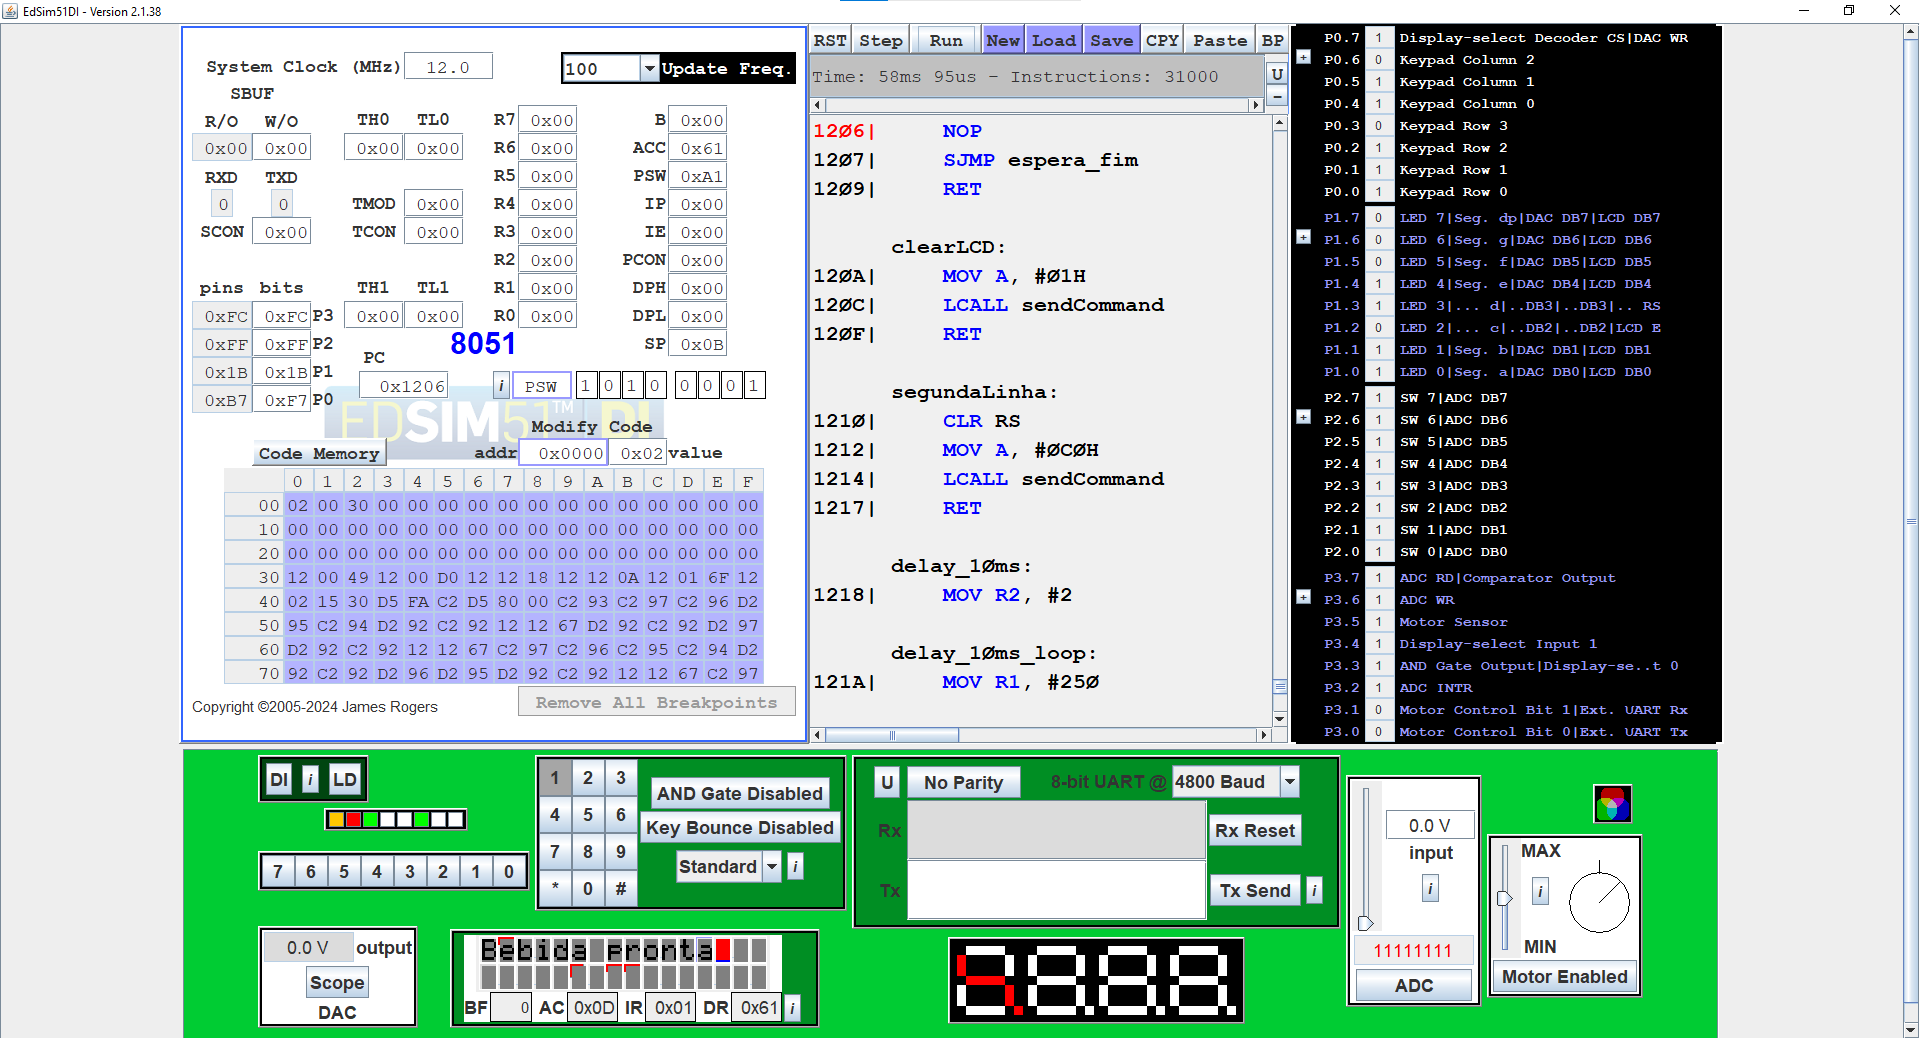 EdSim51DI - Version 2.1.38
System Clock (MHz) 12.0 100 Update Freq.
SBUF
R/O W/O TH0 TL0 R7 0x00 B 0x00
0x00 0x00 0x00 0x00 R6 0x00 ACC 0x61
RXD TXD R5 0x00 PSW 0xA1
0 0 TMOD 0x00 R4 0x00 IP 0x00
SCON 0x00 TCON 0x00 R3 0x00 IE 0x00
R2 0x00 PCON 0x00
pins bits TH1 TL1 R1 0x00 DPH 0x00
0xFC 0xFC P3 0x00 0x00 R0 0x00 DPL 0x00
0xFF 0xFF P2 8051 SP 0x0B
0x1B 0x1B P1 PC
0xB7 0xF7 P0 0x1206 i PSW 1 0 1 0 0 0 0 1
EDSIM51™ DI
Modify Code
Code Memory addr 0x0000 0x02 value
0 1 2 3 4 5 6 7 8 9 A B C D E F
00 02 00 30 00 00 00 00 00 00 00 00 00 00 00 00 00
10 00 00 00 00 00 00 00 00 00 00 00 00 00 00 00 00
20 00 00 00 00 00 00 00 00 00 00 00 00 00 00 00 00
30 12 00 49 12 00 D0 12 12 18 12 12 0A 12 01 6F 12
40 02 15 30 D5 FA C2 D5 80 00 C2 93 C2 97 C2 96 D2
50 95 C2 94 D2 92 C2 92 12 12 67 D2 92 C2 92 D2 97
60 D2 92 C2 92 12 12 67 C2 97 C2 96 C2 95 C2 94 D2
70 92 C2 92 D2 96 D2 95 D2 92 C2 92 12 12 67 C2 97
Copyright ©2005-2024 James Rogers Remove All Breakpoints
RST Step Run New Load Save CPY Paste BP
Time: 58ms 95us - Instructions: 31000 U
-
1206| NOP
1207| SJMP espera_fim
1209| RET
clearLCD:
120A| MOV A, #01H
120C| LCALL sendCommand
120F| RET
segundaLinha:
1210| CLR RS
1212| MOV A, #0C0H
1214| LCALL sendCommand
1217| RET
delay_10ms:
1218| MOV R2, #2
delay_10ms_loop:
121A| MOV R1, #250
P0.7 1 Display-select Decoder CS|DAC WR
+ P0.6 0 Keypad Column 2
P0.5 1 Keypad Column 1
P0.4 1 Keypad Column 0
P0.3 0 Keypad Row 3
P0.2 1 Keypad Row 2
P0.1 1 Keypad Row 1
P0.0 1 Keypad Row 0
P1.7 0 LED 7|Seg. dp|DAC DB7|LCD DB7
+ P1.6 0 LED 6|Seg. g|DAC DB6|LCD DB6
P1.5 0 LED 5|Seg. f|DAC DB5|LCD DB5
P1.4 1 LED 4|Seg. e|DAC DB4|LCD DB4
P1.3 1 LED 3|... d|..DB3|..DB3|.. RS
P1.2 0 LED 2|... c|..DB2|..DB2|LCD E
P1.1 1 LED 1|Seg. b|DAC DB1|LCD DB1
P1.0 1 LED 0|Seg. a|DAC DB0|LCD DB0
P2.7 1 SW 7|ADC DB7
+ P2.6 1 SW 6|ADC DB6
P2.5 1 SW 5|ADC DB5
P2.4 1 SW 4|ADC DB4
P2.3 1 SW 3|ADC DB3
P2.2 1 SW 2|ADC DB2
P2.1 1 SW 1|ADC DB1
P2.0 1 SW 0|ADC DB0
P3.7 1 ADC RD|Comparator Output
+ P3.6 1 ADC WR
P3.5 1 Motor Sensor
P3.4 1 Display-select Input 1
P3.3 1 AND Gate Output|Display-se..t 0
P3.2 1 ADC INTR
P3.1 0 Motor Control Bit 1|Ext. UART Rx
P3.0 0 Motor Control Bit 0|Ext. UART Tx
DI i LD
7 6 5 4 3 2 1 0
0.0 V output
Scope
DAC
1 2 3
4 5 6
7 8 9
* 0 #
AND Gate Disabled
Key Bounce Disabled
Standard i
Bebida Pronta
BF 0 AC 0x0D IR 0x01 DR 0x61 i
U No Parity 8-bit UART @ 4800 Baud
Rx Rx Reset
Tx Tx Send i
0.0 V
input
i
11111111
ADC
MAX
i
MIN
Motor Enabled